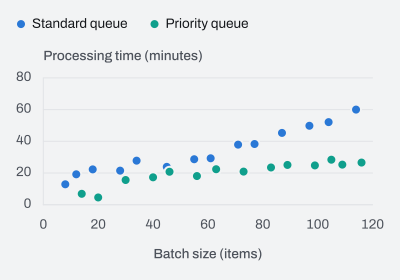 Standard queue Priority queue
Processing time (minutes)
80
60
40
20
0
0 20 40 60 80 100 120
Batch size (items)